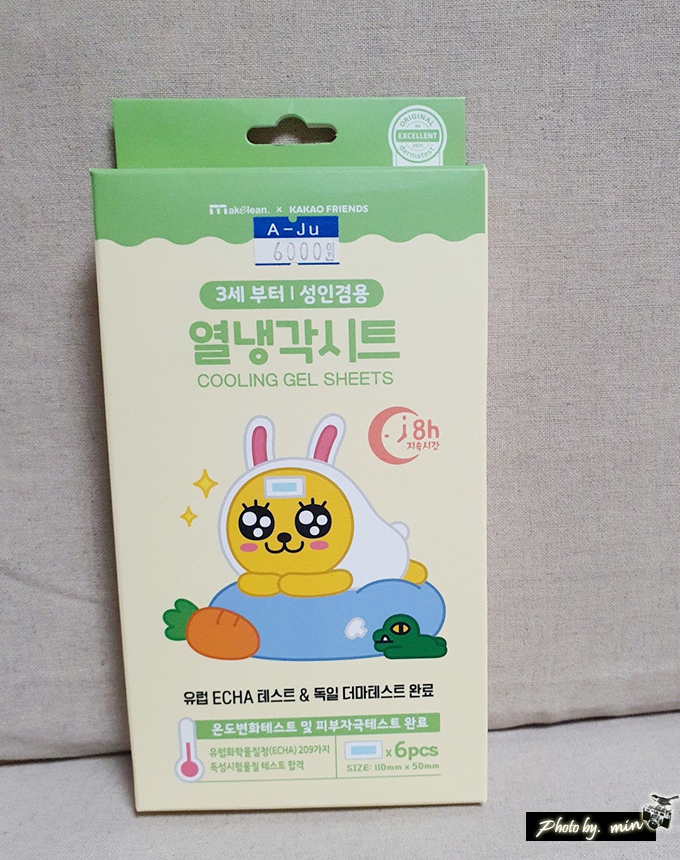 ORIGINAL
EXCELLENT
dermatest
makelean. x KAKAO FRIENDS
A-Ju
6000원
3세 부터 | 성인겸용
열냉각시트
COOLING GEL SHEETS
8h
지속시간
유럽 ECHA 테스트 & 독일 더마테스트 완료
온도변화테스트 및 피부자극테스트 완료
유럽화학물질청(ECHA) 209가지
독성시험물질 테스트 합격
x 6pcs
SIZE: 110mm x 50mm
Photo by. min